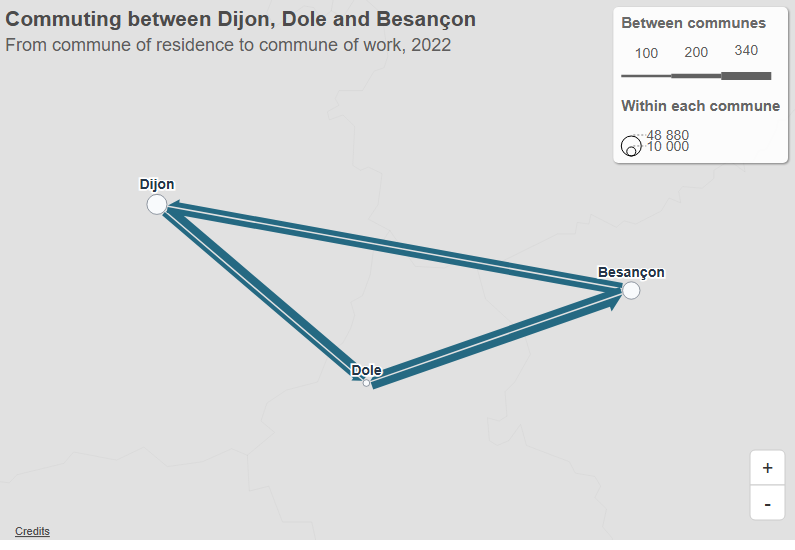 Commuting between Dijon, Dole and Besançon
From commune of residence to commune of work, 2022
Between communes
100 200 340
Within each commune
48 880
10 000
Dijon
Besançon
Dole
+
-
Credits